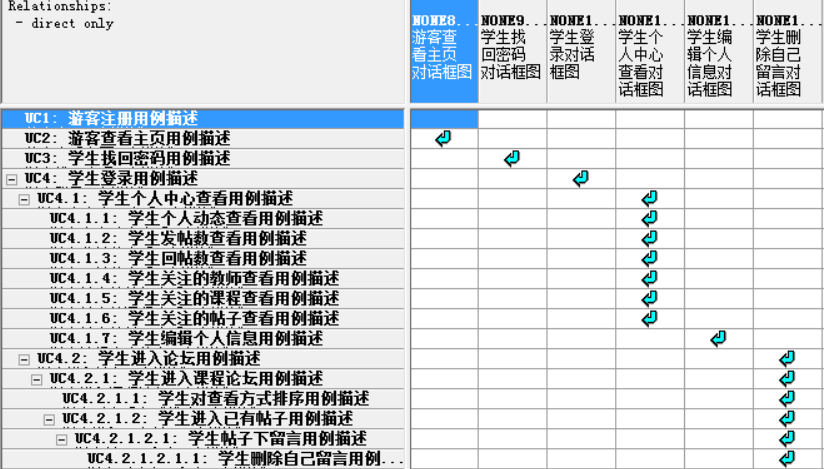 Relationships:
- direct only
NONE8... NONE9... NONE1... NONE1... NONE1... NONE1...
游客查 学生找 学生登 学生个 学生编 学生删
看主页 回密码 录对话 人中心 辑个人 除自己
对话框图 对话框图 框图 查看对 信息对 留言对
话框图 话框图 话框图
UC1: 游客注册用例描述
UC2: 游客查看主页用例描述
UC3: 学生找回密码用例描述
UC4: 学生登录用例描述
UC4.1: 学生个人中心查看用例描述
UC4.1.1: 学生个人动态查看用例描述
UC4.1.2: 学生发帖数查看用例描述
UC4.1.3: 学生回帖数查看用例描述
UC4.1.4: 学生关注的教师查看用例描述
UC4.1.5: 学生关注的课程查看用例描述
UC4.1.6: 学生关注的帖子查看用例描述
UC4.1.7: 学生编辑个人信息用例描述
UC4.2: 学生进入论坛用例描述
UC4.2.1: 学生进入课程论坛用例描述
UC4.2.1.1: 学生对查看方式排序用例描述
UC4.2.1.2: 学生进入已有帖子用例描述
UC4.2.1.2.1: 学生帖子下留言用例描述
UC4.2.1.2.1.1: 学生删除自己留言用例...